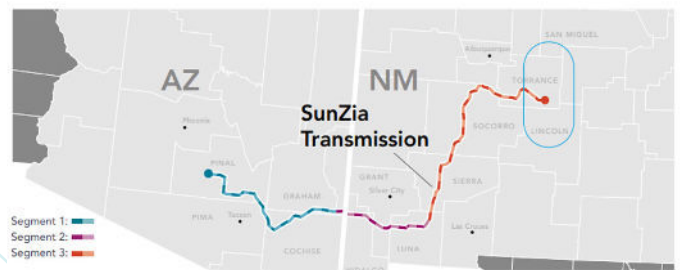 SAN MIGUEL
Albuquerque
AZ
NM
TORRANCE
SunZia
Transmission
Phoenix
SOCORRO
LINCOLN
PINAL
GRANT
Silver City
SIERRA
GRAHAM
Segment 1:
PIMA
Tucson
Las Cruces
Segment 2:
LUNA
Segment 3:
COCHISE
HIDALGO